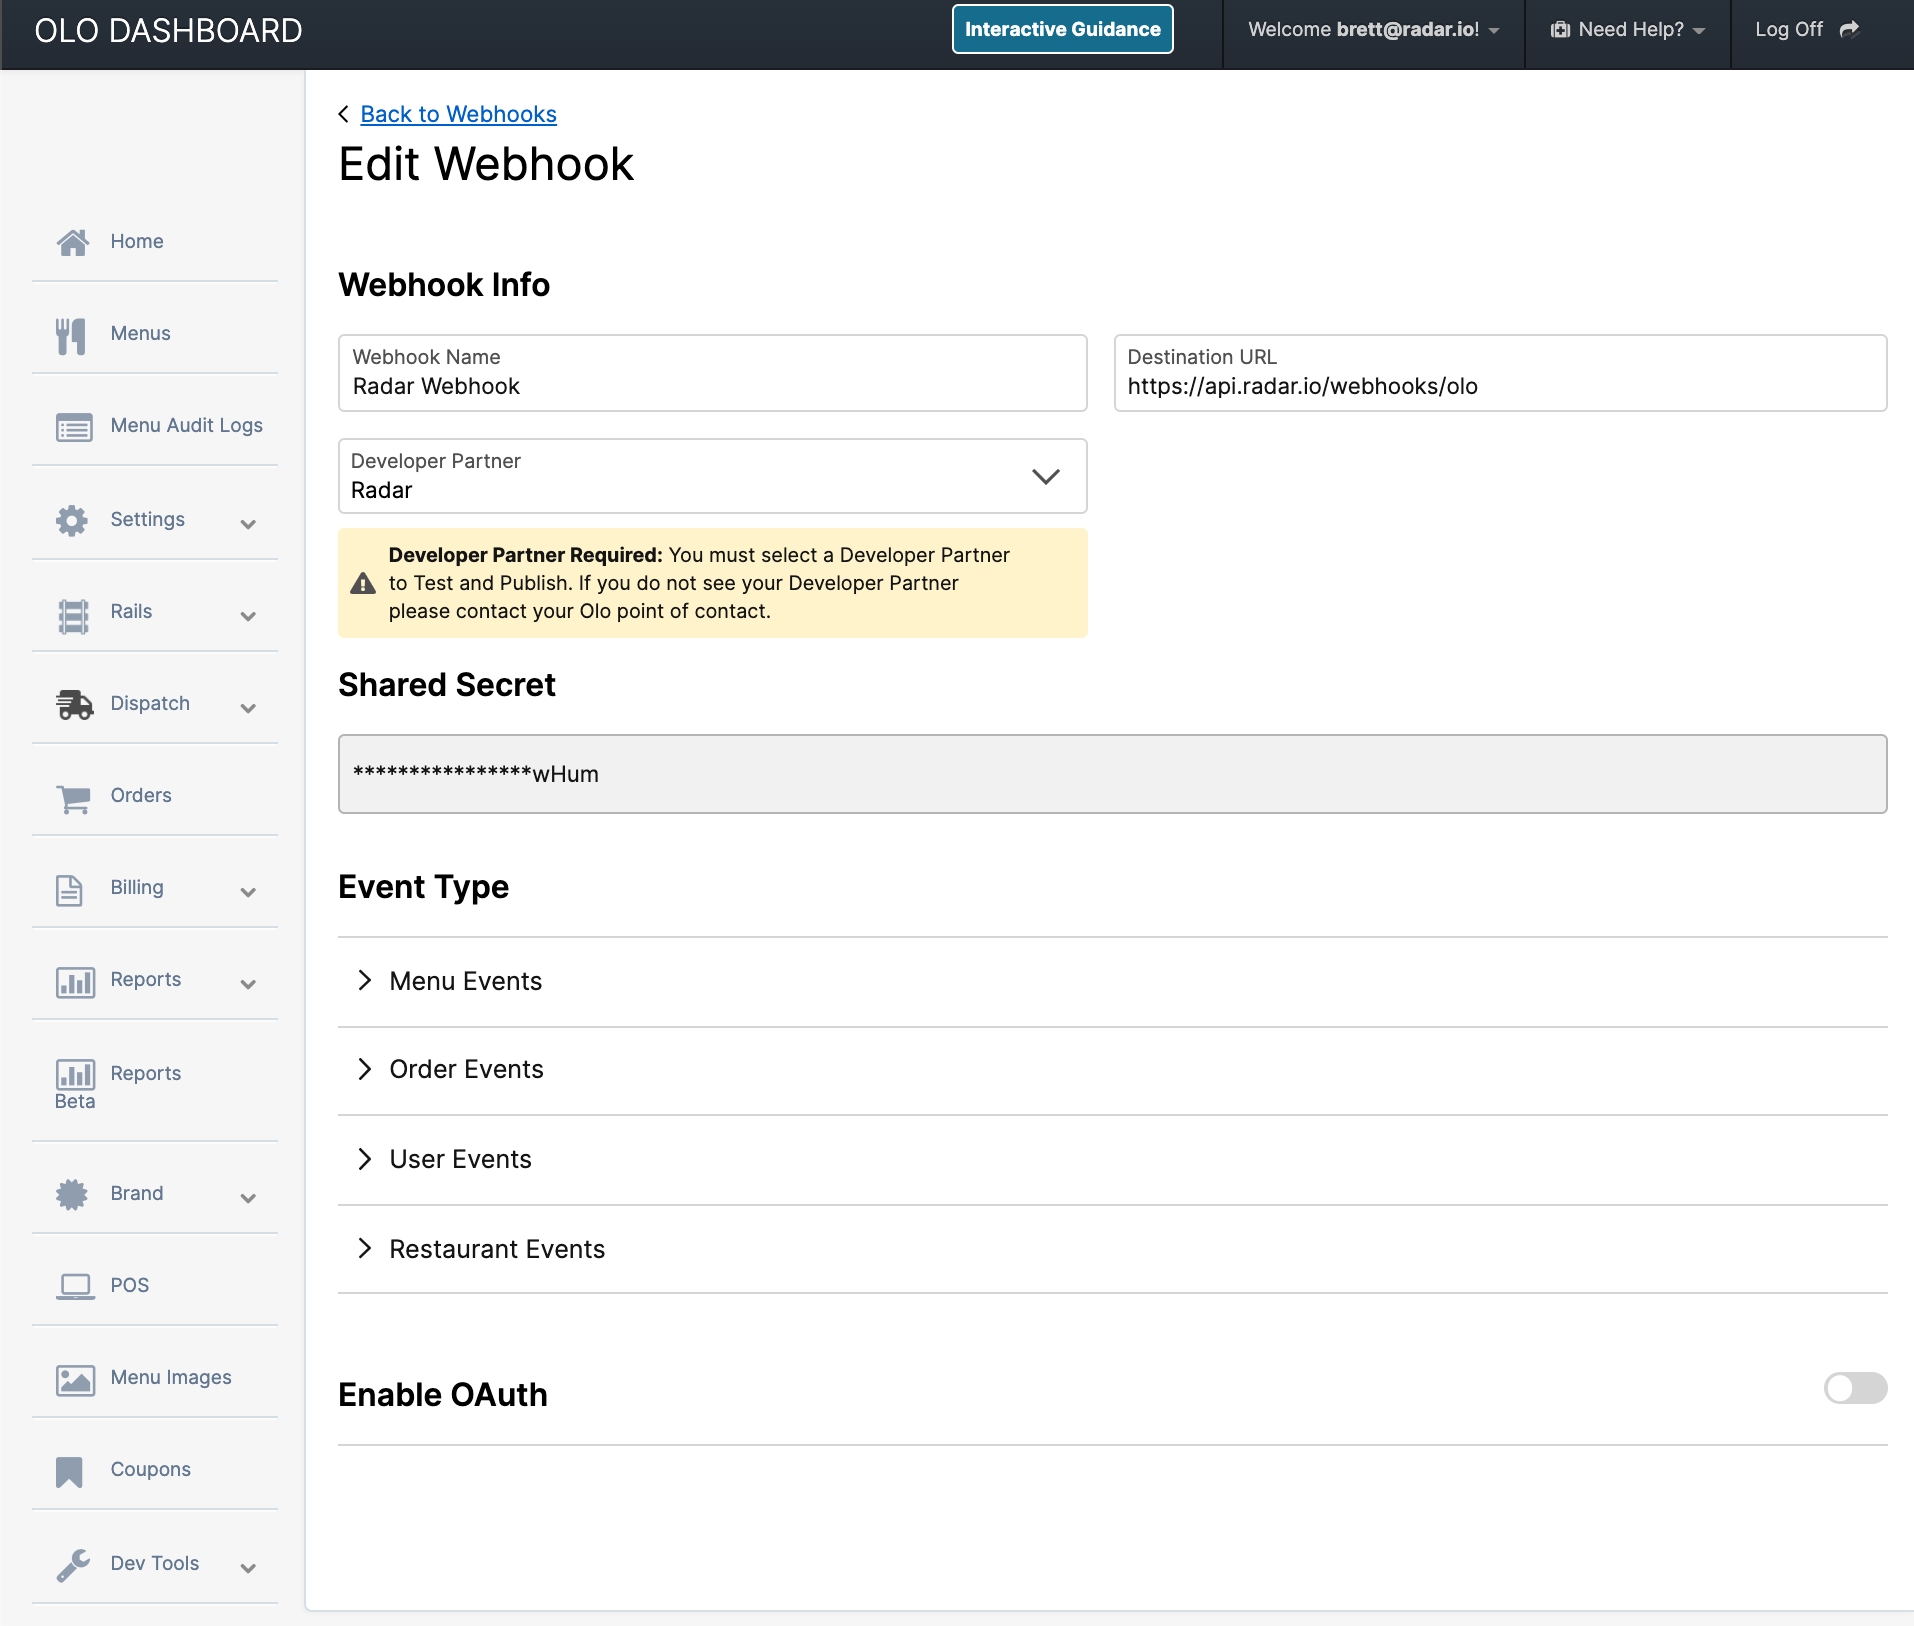 OLO DASHBOARD
Interactive Guidance
Welcome brett@radar.io!
Need Help?
Log Off
Home
Menus
Menu Audit Logs
Settings
Rails
Dispatch
Orders
Billing
Reports
Reports
Beta
Brand
POS
Menu Images
Coupons
Dev Tools
Back to Webhooks
Edit Webhook
Webhook Info
Webhook Name
Radar Webhook
Destination URL
https://api.radar.io/webhooks/olo
Developer Partner
Radar
Developer Partner Required: You must select a Developer Partner
to Test and Publish. If you do not see your Developer Partner
please contact your Olo point of contact.
Shared Secret
****************wHum
Event Type
Menu Events
Order Events
User Events
Restaurant Events
Enable OAuth